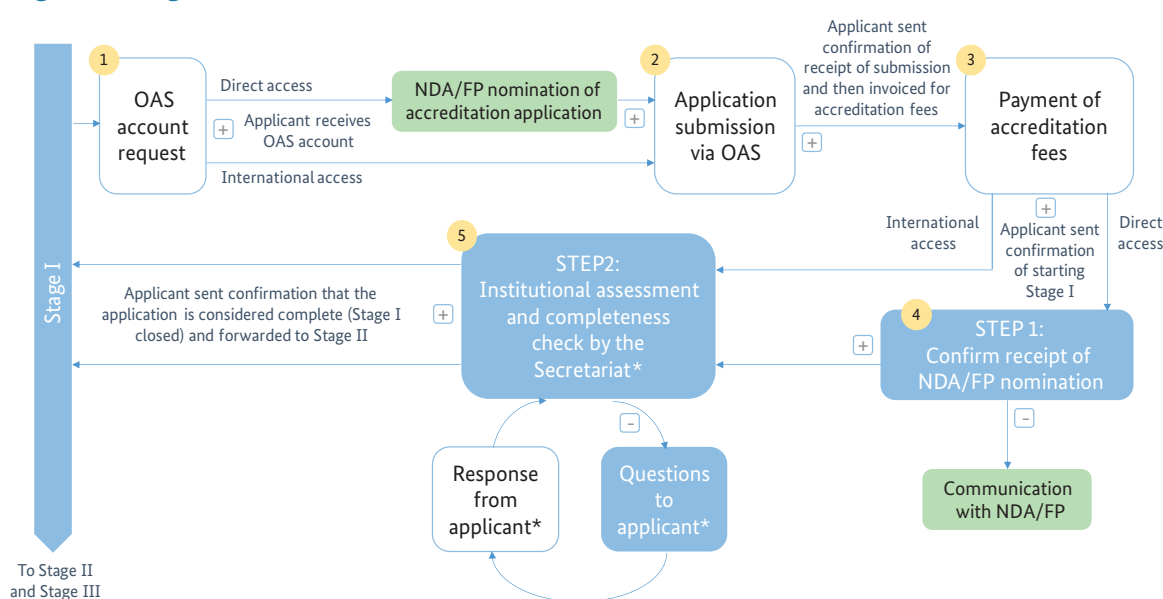 1
OAS
account
request
Direct access
+
Applicant receives
OAS account
International access
NDA/FP nomination of
accreditation application
+
2
Application
submission
via OAS
Applicant sent
confirmation of
receipt of submission
and then invoiced for
accreditation fees
+
3
Payment of
accreditation
fees
International
access
+
Applicant sent
confirmation
of starting
Stage I
Direct
access
4
STEP 1:
Confirm receipt of
NDA/FP nomination
+
-
Communication
with NDA/FP
5
STEP2:
Institutional assessment
and completeness
check by the
Secretariat*
+
Applicant sent confirmation that the
application is considered complete (Stage I
closed) and forwarded to Stage II
-
Questions
to
applicant*
Response
from
applicant*
Stage I
To Stage II
and Stage III